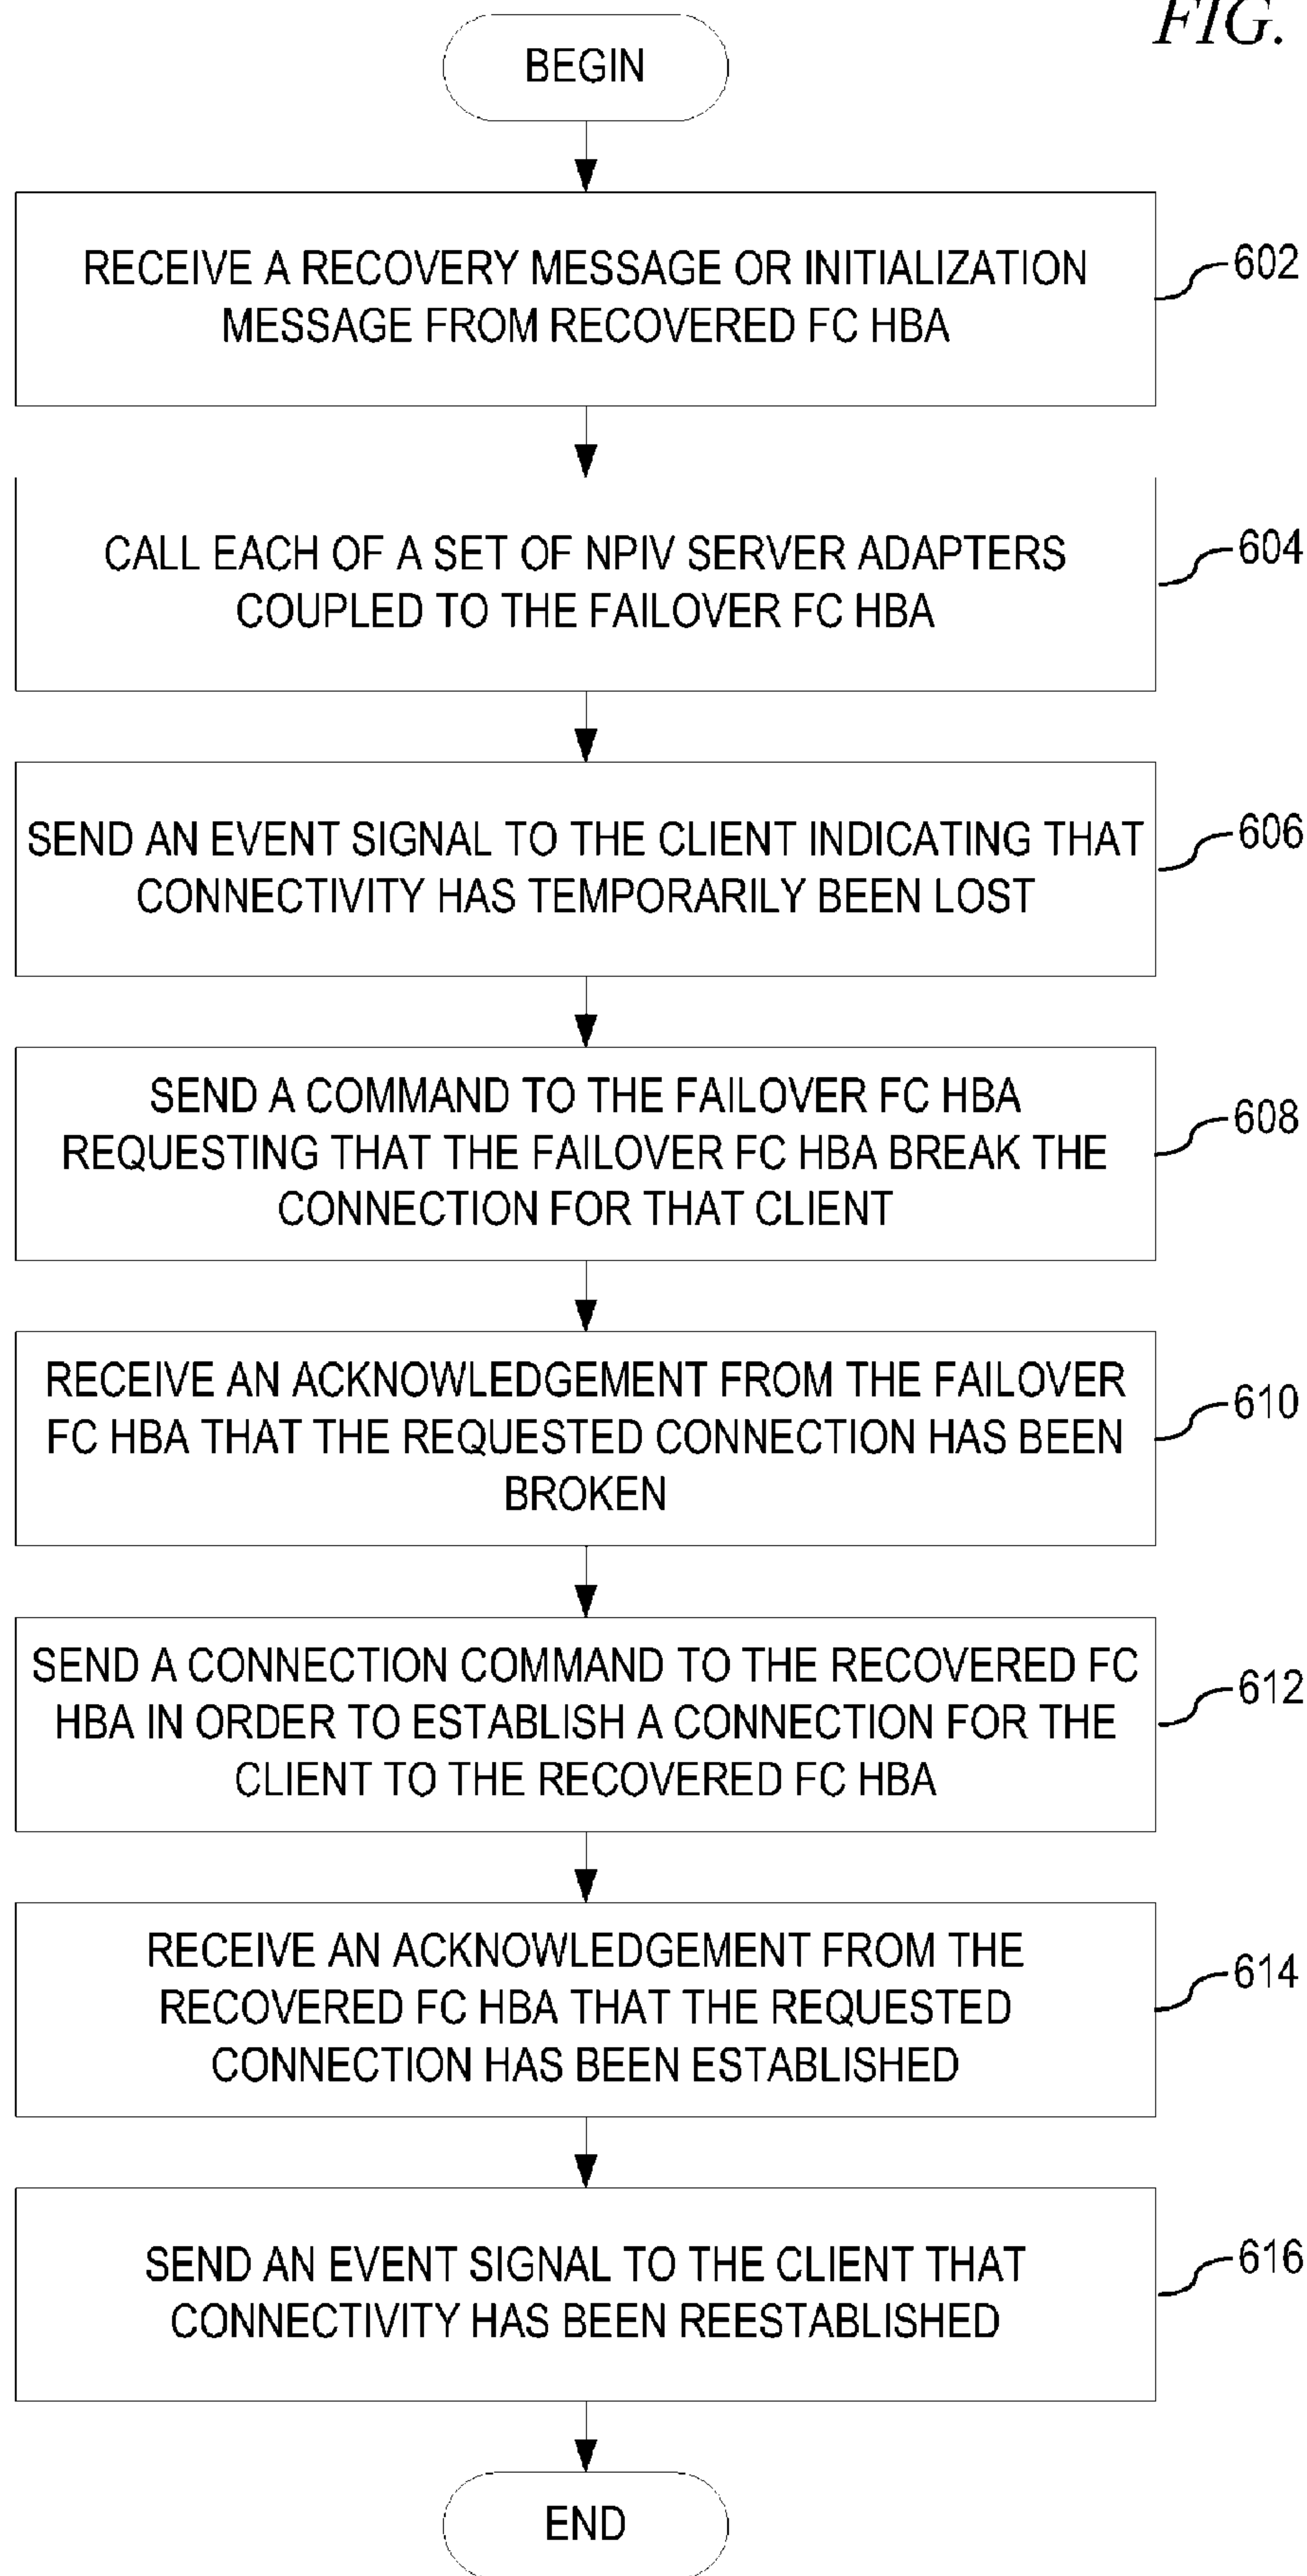 FIG.
BEGIN
RECEIVE A RECOVERY MESSAGE OR INITIALIZATION
MESSAGE FROM RECOVERED FC HBA
602
CALL EACH OF A SET OF NPIV SERVER ADAPTERS
COUPLED TO THE FAILOVER FC HBA
604
SEND AN EVENT SIGNAL TO THE CLIENT INDICATING THAT
CONNECTIVITY HAS TEMPORARILY BEEN LOST
606
SEND A COMMAND TO THE FAILOVER FC HBA
REQUESTING THAT THE FAILOVER FC HBA BREAK THE
CONNECTION FOR THAT CLIENT
608
RECEIVE AN ACKNOWLEDGEMENT FROM THE FAILOVER
FC HBA THAT THE REQUESTED CONNECTION HAS BEEN
BROKEN
610
SEND A CONNECTION COMMAND TO THE RECOVERED FC
HBA IN ORDER TO ESTABLISH A CONNECTION FOR THE
CLIENT TO THE RECOVERED FC HBA
612
RECEIVE AN ACKNOWLEDGEMENT FROM THE
RECOVERED FC HBA THAT THE REQUESTED
CONNECTION HAS BEEN ESTABLISHED
614
SEND AN EVENT SIGNAL TO THE CLIENT THAT
CONNECTIVITY HAS BEEN REESTABLISHED
616
END